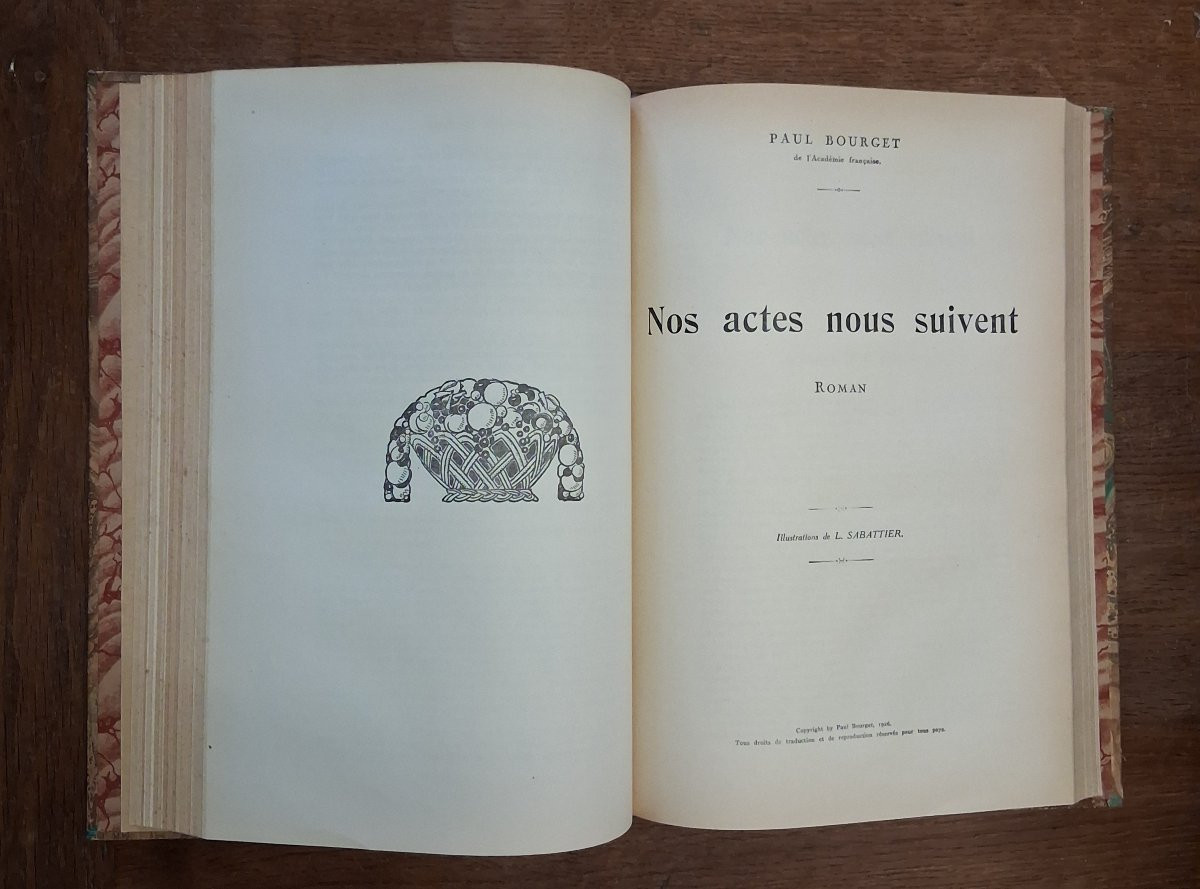 PAUL BOURGET
de l'Académie française.
Nos actes nous suivent
ROMAN
Illustrations de L. SABATTIER.
Copyright by Paul Bourget, 1926.
Tous droits de traduction et de reproduction réservés pour tous pays.